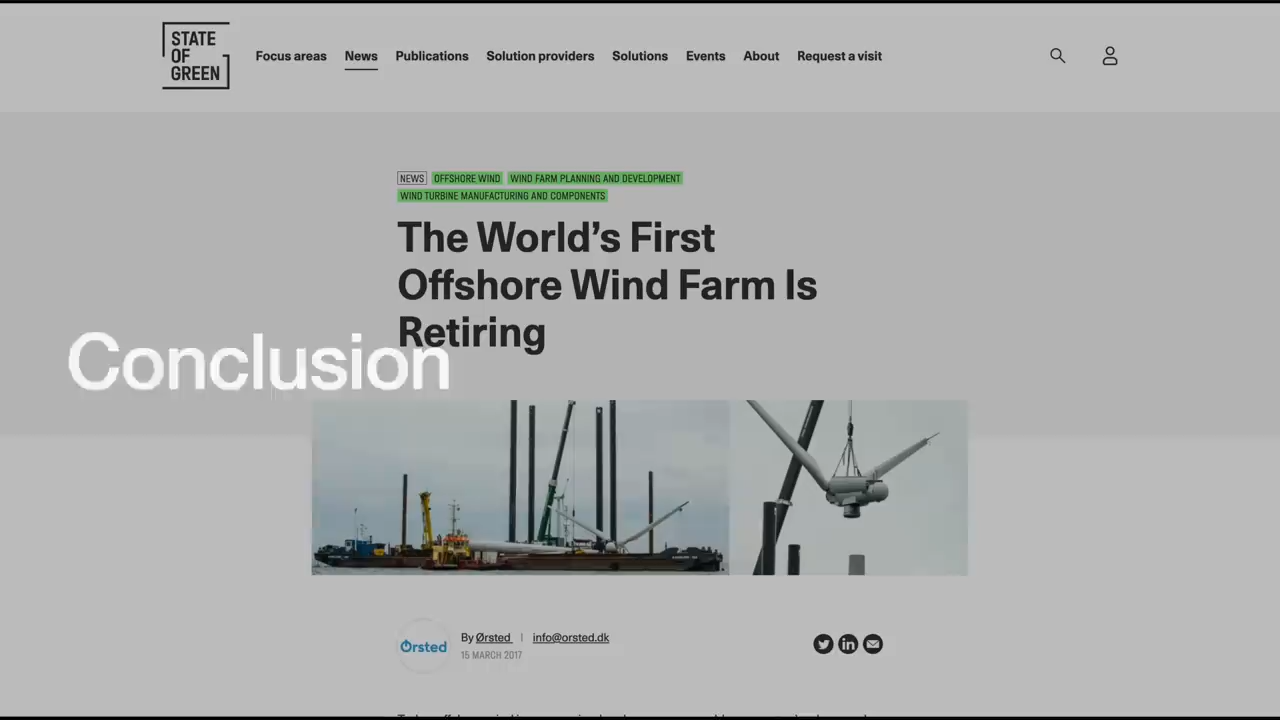 STATE
OF
GREEN
Focus areas News Publications Solution providers Solutions Events About Request a visit
NEWS OFFSHORE WIND WIND FARM PLANNING AND DEVELOPMENT
WIND TURBINE MANUFACTURING AND COMPONENTS
The World’s First
Offshore Wind Farm Is
Retiring
Conclusion
Ørsted
By Ørsted | info@orsted.dk
15 MARCH 2017